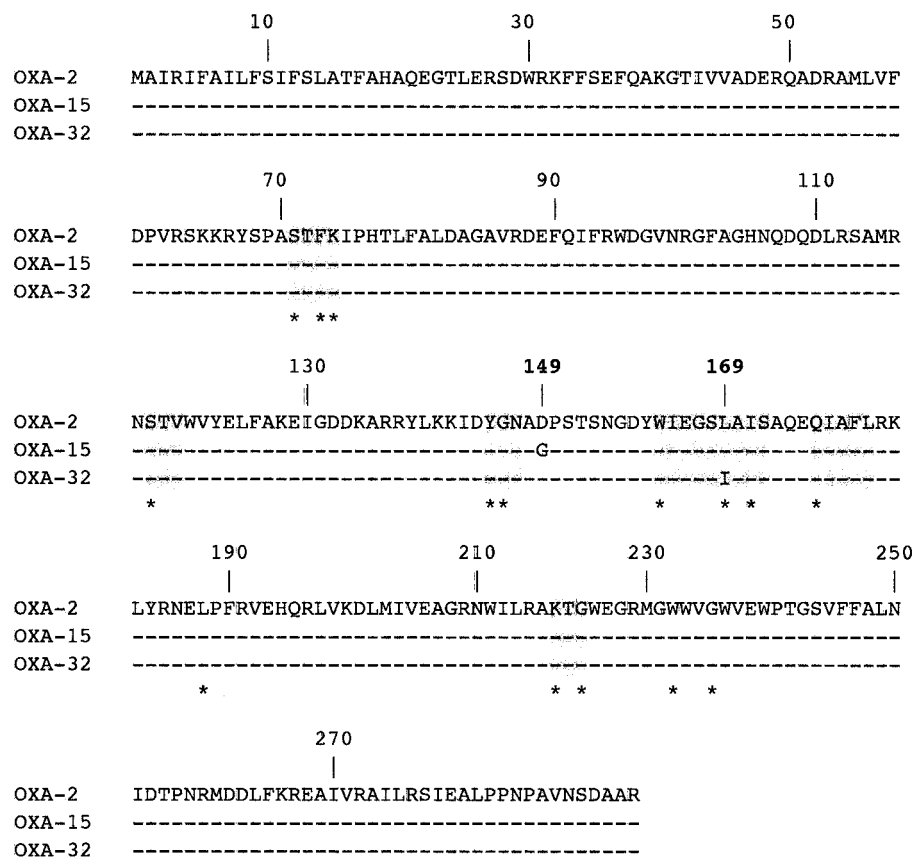 10 30 50
OXA-2 MAIRIFAILFSIFSLATFAHAQEGTLERSDWRKFFSEFQAKGTIVVADERQADRAMLVF
OXA-15 -----------------------------------------------------------
OXA-32 -----------------------------------------------------------
70 90 110
OXA-2 DPVRSKKRYSPASTFKIPHTLFALDAGAVRDEFQIFRWDGVNRGFAGHNQDQDLRSAMR
OXA-15 -----------------------------------------------------------
OXA-32 -----------------------------------------------------------
* **
130 149 169
OXA-2 NSTVWVYELFAKEIGDDKARRYLKKIDYGNADPSTSNGDYWIEGSLAISAQEQIAFLRK
OXA-15 -------------------------------G---------------------------
OXA-32 ---------------------------------------------I-------------
* ** * * * *
190 210 230 250
OXA-2 LYRNELPFRVEHQRLVKDLMIVEAGRNWILRAKTGWEGRMGWWVGWVEWPTGSVFFALN
OXA-15 -----------------------------------------------------------
OXA-32 -----------------------------------------------------------
* * * * *
270
OXA-2 IDTPNRMDDLFKREAIVRAILRSIEALPPNPAVNSDAAR
OXA-15 ---------------------------------------
OXA-32 ---------------------------------------